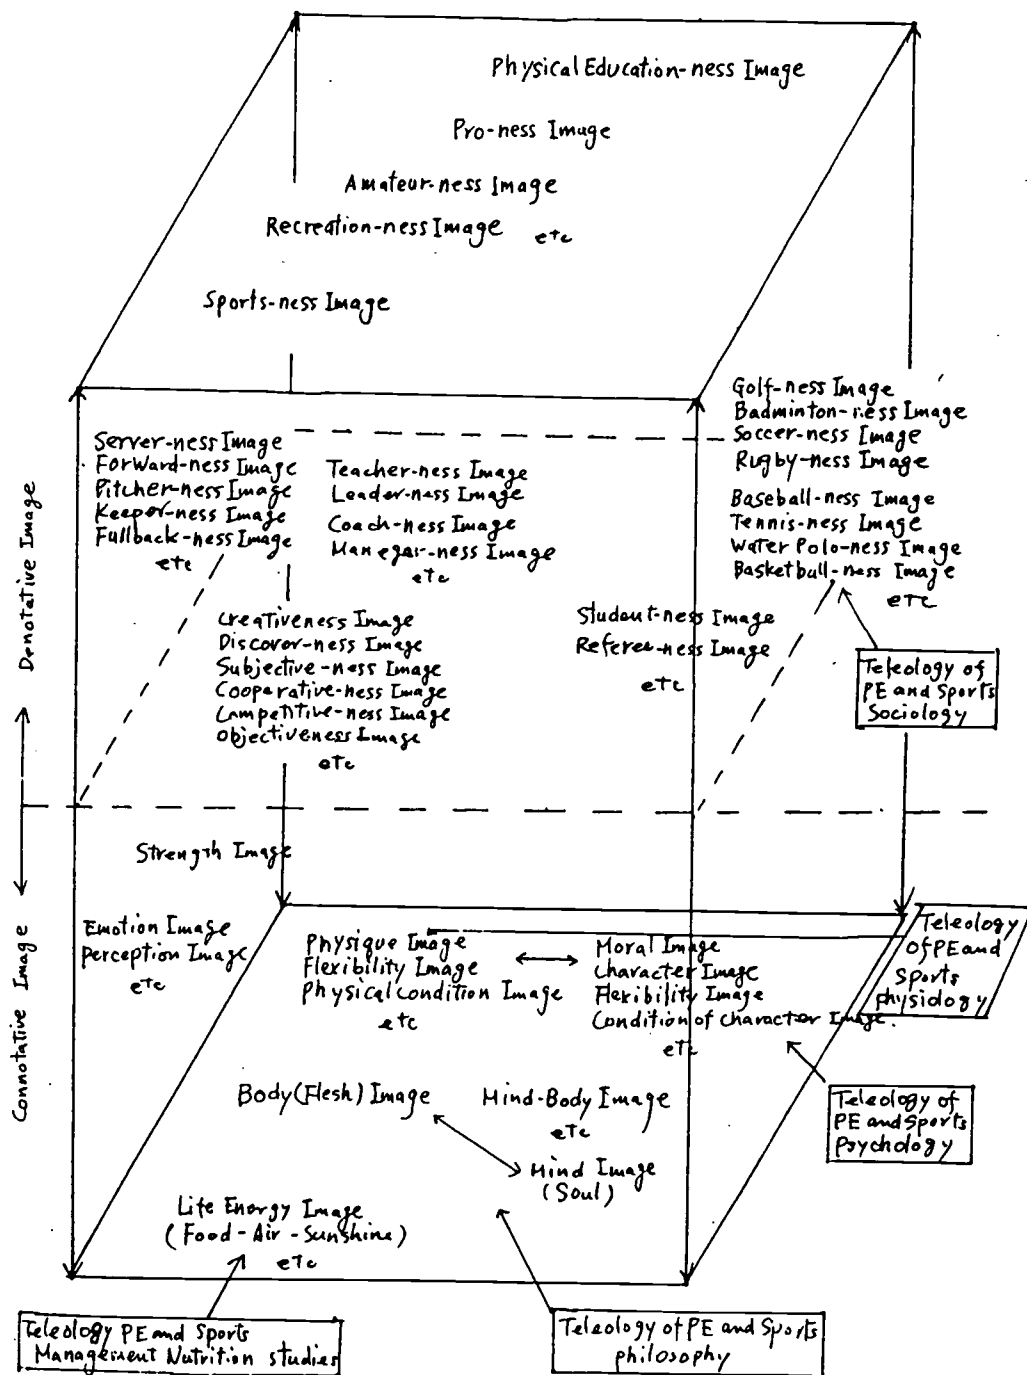 Physical Education-ness Image
Pro-ness Image
Amateur-ness Image
Recreation-ness Image etc
Sports-ness Image
Golf-ness Image
Badminton-ness Image
Soccer-ness Image
Rugby-ness Image
Baseball-ness Image
Tennis-ness Image
Water Polo-ness Image
Basketball-ness Image
etc
Server-ness Image
Forward-ness Image
Pitcher-ness Image
Keeper-ness Image
Fullback-ness Image
etc
Teacher-ness Image
Leader-ness Image
Coach-ness Image
Manegar-ness Image
etc
Creativeness Image
Discover-ness Image
Subjective-ness Image
Cooperative-ness Image
Competitive-ness Image
Objectiveness Image
etc
Student-ness Image
Referee-ness Image
etc
Teleology of
PE and Sports
Sociology
Denotative Image
Connotative Image
Strength Image
Emotion Image
Perception Image
etc
Physique Image
Flexibility Image
Physical Condition Image
etc
Moral Image
Character Image
Flexibility Image
Condition of Character Image.
etc
Teleology
of PE and
Sports
physiology
Body (Flesh) Image
Mind-Body Image
etc
Mind Image
(Soul)
Teleology of
PE and Sports
Psychology
Life Energy Image
(Food-Air-Sunshine)
etc
Teleology PE and Sports
Management Nutrition studies
Teleology of PE and Sports
philosophy